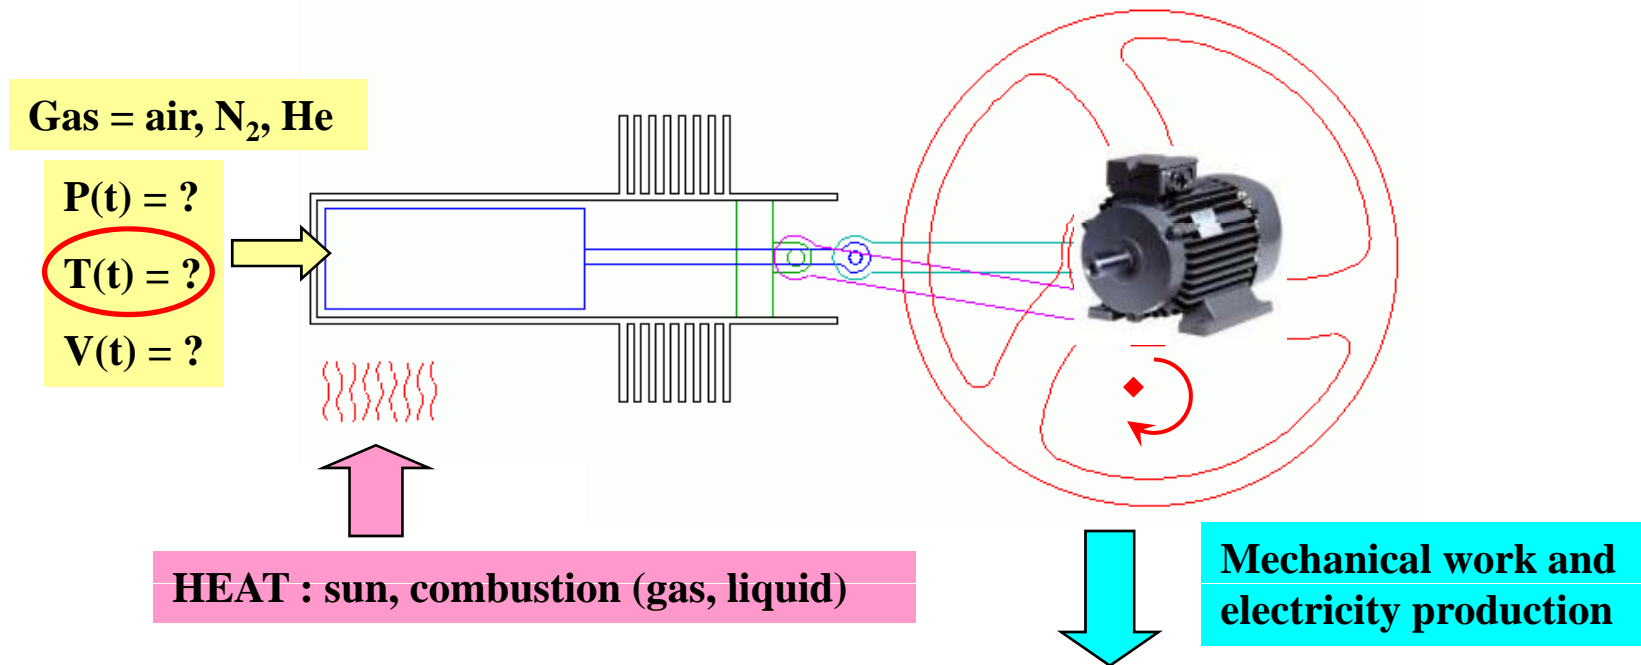 Gas = air, N₂, He
P(t) = ?
T(t) = ?
V(t) = ?
HEAT : sun, combustion (gas, liquid)
Mechanical work and
electricity production